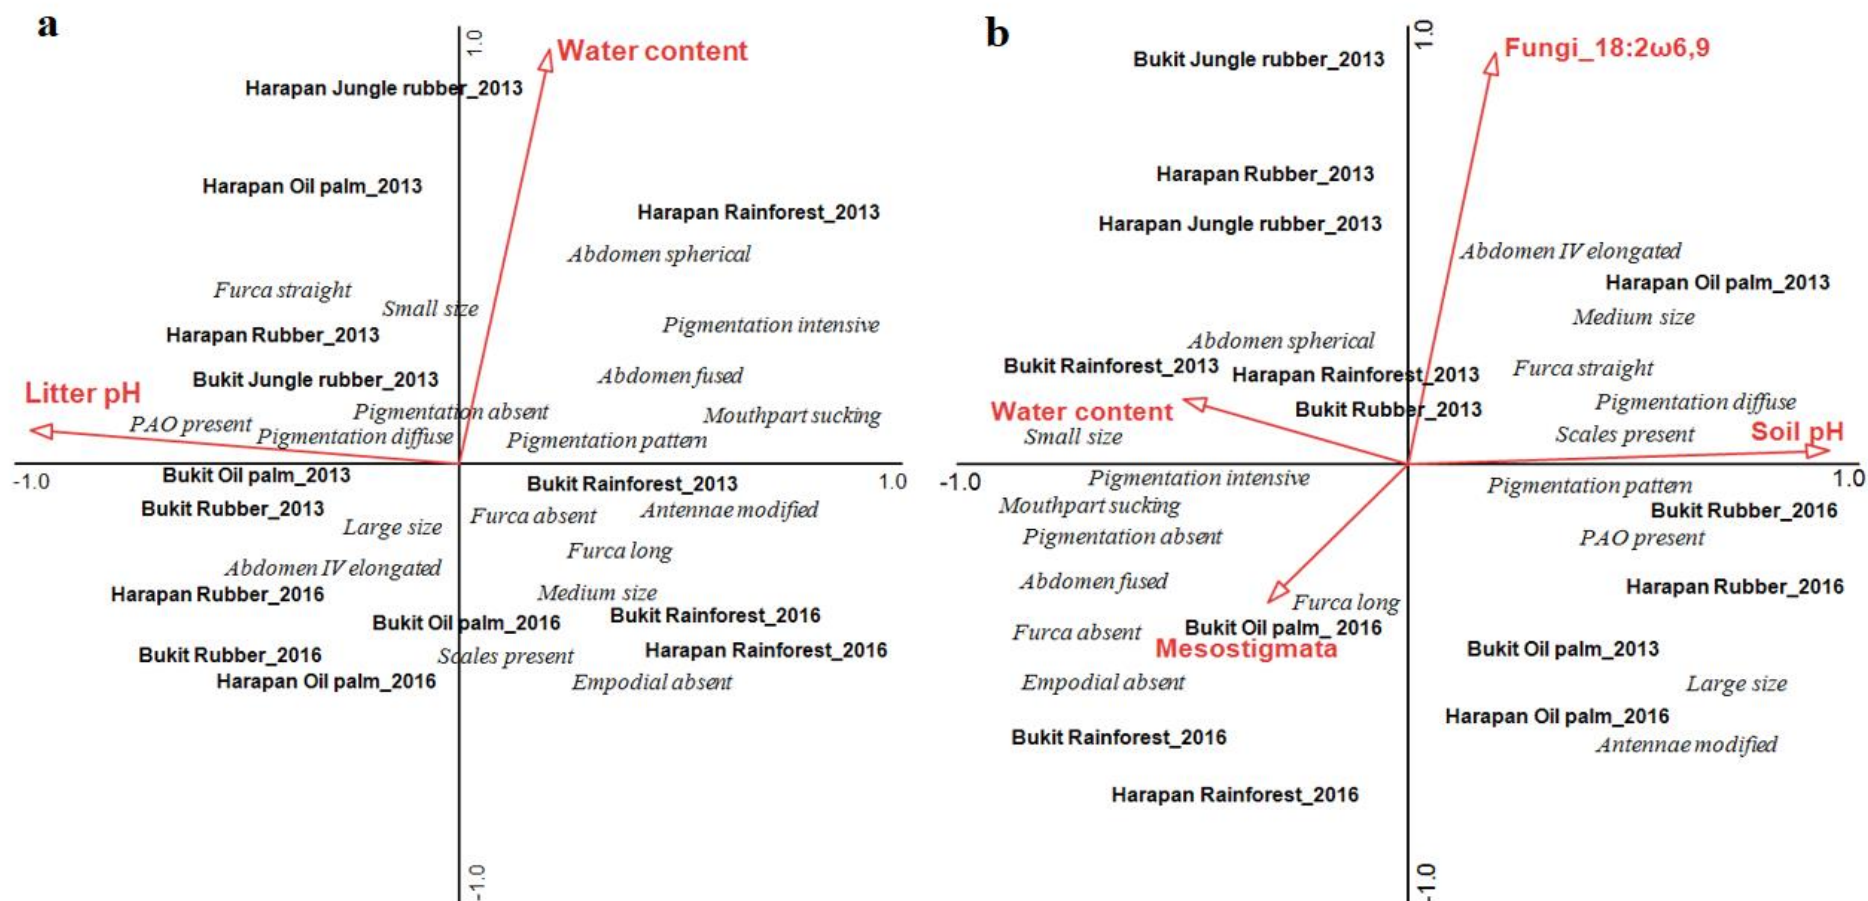 a
1.0
Water content
Harapan Jungle rubber_2013
Harapan Oil palm_2013
Harapan Rainforest_2013
Abdomen spherical
Furca straight
Small size
Pigmentation intensive
Harapan Rubber_2013
Bukit Jungle rubber_2013
Abdomen fused
Litter pH
Pigmentation absent
Mouthpart sucking
PAO present
Pigmentation diffuse
Pigmentation pattern
-1.0
Bukit Oil palm_2013
Bukit Rainforest_2013
1.0
Bukit Rubber_2013
Large size
Furca absent
Antennae modified
Furca long
Abdomen IV elongated
Harapan Rubber_2016
Medium size
Bukit Oil palm_2016
Bukit Rainforest_2016
Bukit Rubber_2016
Scales present
Harapan Rainforest_2016
Harapan Oil palm_2016
Empodial absent
-1.0
b
1.0
Fungi_18:2ω6,9
Bukit Jungle rubber_2013
Harapan Rubber_2013
Harapan Jungle rubber_2013
Abdomen IV elongated
Harapan Oil palm_2013
Medium size
Abdomen spherical
Bukit Rainforest_2013
Harapan Rainforest_2013
Furca straight
Water content
Bukit Rubber_2013
Pigmentation diffuse
Small size
Scales present
Soil pH
-1.0
Pigmentation intensive
Pigmentation pattern
1.0
Mouthpart sucking
Bukit Rubber_2016
Pigmentation absent
PAO present
Abdomen fused
Harapan Rubber_2016
Furca long
Furca absent
Bukit Oil palm_ 2016
Mesostigmata
Bukit Oil palm_2013
Empodial absent
Large size
Bukit Rainforest_2016
Harapan Oil palm_2016
Antennae modified
Harapan Rainforest_2016
-1.0